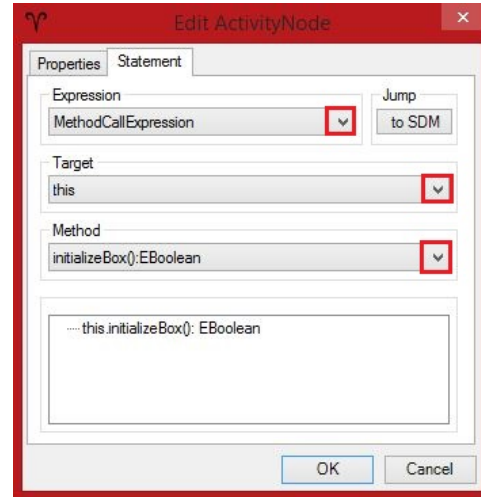 Edit ActivityNode
Properties Statement
Expression Jump
MethodCallExpression to SDM
Target
this
Method
initializeBox():EBoolean
this.initializeBox(): EBoolean
OK Cancel